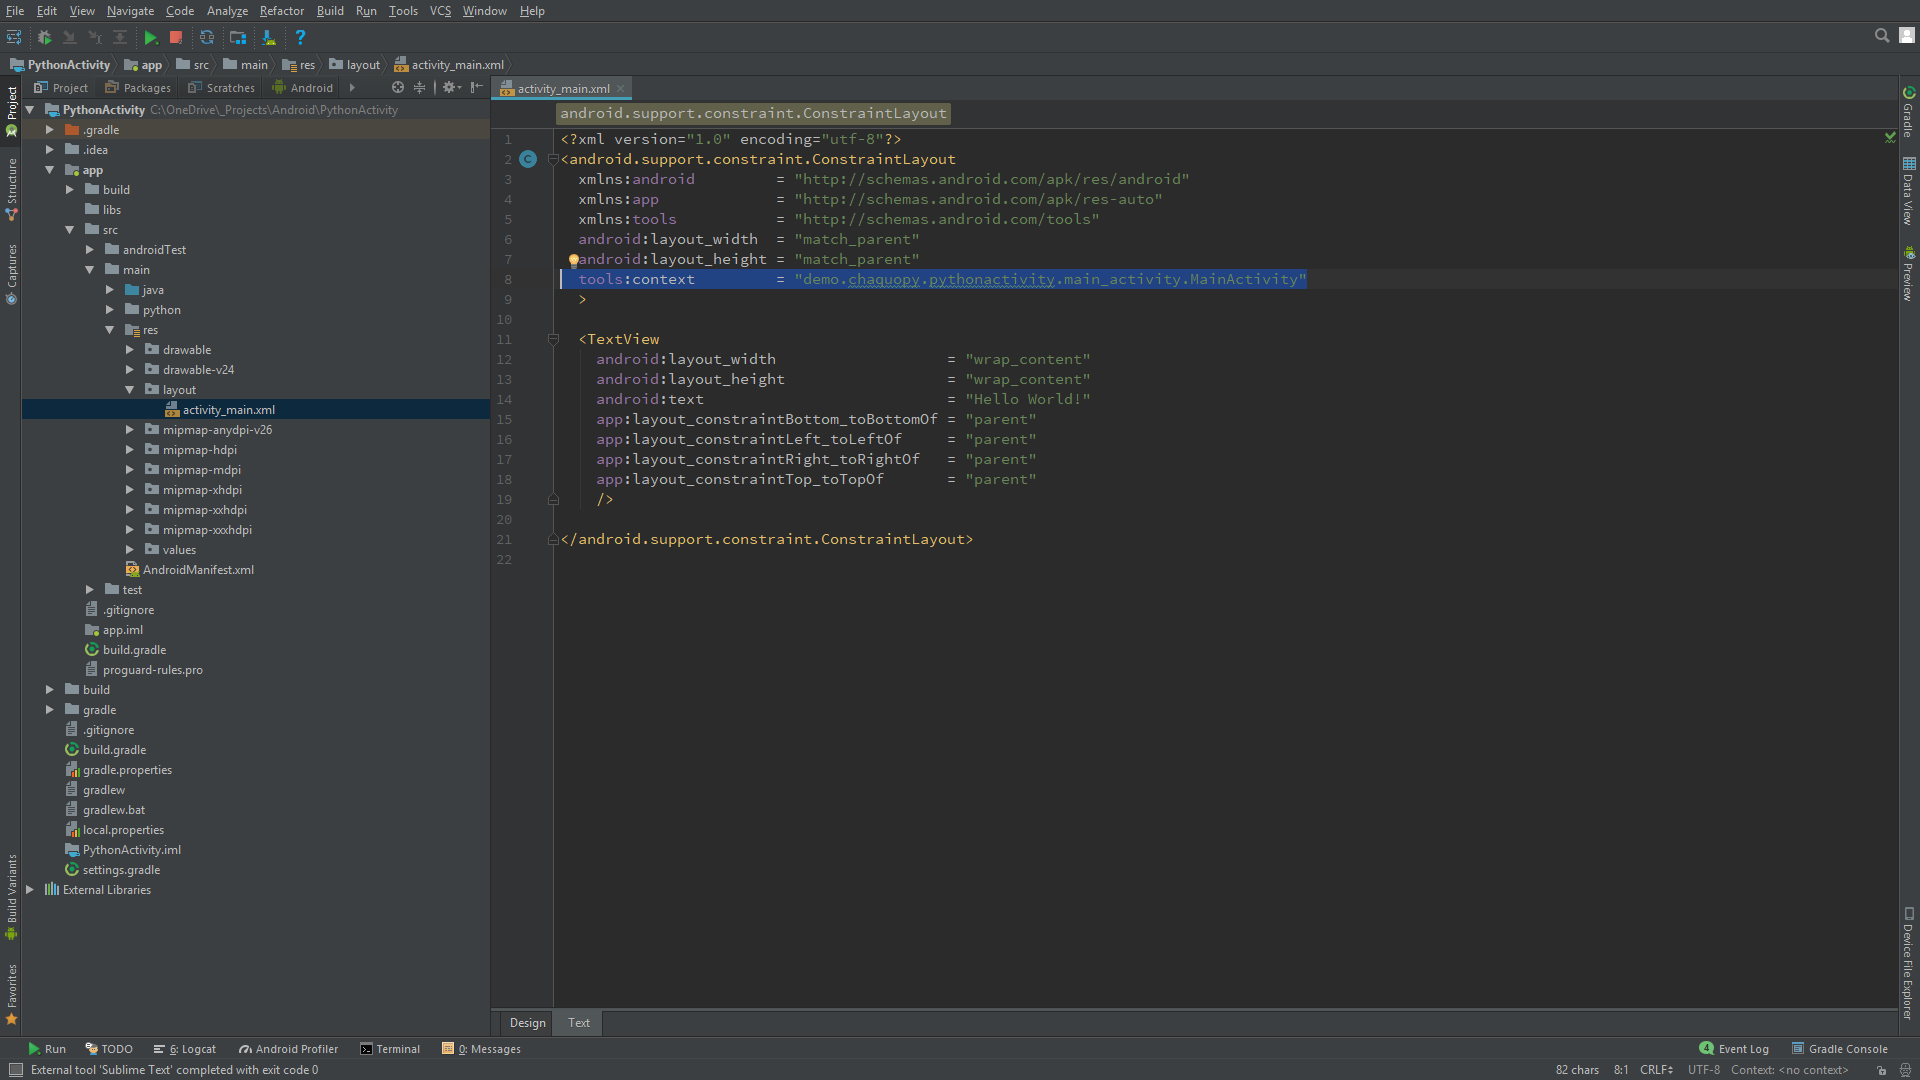 File Edit View Navigate Code Analyze Refactor Build Run Tools VCS Window Help
PythonActivity app src main res layout activity_main.xml
Project Packages Scratches Android
activity_main.xml
PythonActivity C:\OneDrive\_Projects\Android\PythonActivity
.gradle
.idea
app
build
libs
src
androidTest
main
java
python
res
drawable
drawable-v24
layout
activity_main.xml
mipmap-anydpi-v26
mipmap-hdpi
mipmap-mdpi
mipmap-xhdpi
mipmap-xxhdpi
mipmap-xxxhdpi
values
AndroidManifest.xml
test
.gitignore
app.iml
build.gradle
proguard-rules.pro
build
gradle
.gitignore
build.gradle
gradle.properties
gradlew
gradlew.bat
local.properties
PythonActivity.iml
settings.gradle
External Libraries
Project
Structure
Captures
Build Variants
Favorites
android.support.constraint.ConstraintLayout
1 <?xml version="1.0" encoding="utf-8"?>
2 <android.support.constraint.ConstraintLayout
3 xmlns:android = "http://schemas.android.com/apk/res/android"
4 xmlns:app = "http://schemas.android.com/apk/res-auto"
5 xmlns:tools = "http://schemas.android.com/tools"
6 android:layout_width = "match_parent"
7 android:layout_height = "match_parent"
8 tools:context = "demo.chaquopy.pythonactivity.main_activity.MainActivity"
9 >
10
11 <TextView
12 android:layout_width = "wrap_content"
13 android:layout_height = "wrap_content"
14 android:text = "Hello World!"
15 app:layout_constraintBottom_toBottomOf = "parent"
16 app:layout_constraintLeft_toLeftOf = "parent"
17 app:layout_constraintRight_toRightOf = "parent"
18 app:layout_constraintTop_toTopOf = "parent"
19 />
20
21 </android.support.constraint.ConstraintLayout>
22
Gradle
Data View
Preview
Device File Explorer
Design Text
Run TODO 6: Logcat Android Profiler Terminal 0: Messages 4 Event Log Gradle Console
External tool 'Sublime Text' completed with exit code 0 82 chars 8:1 CRLF UTF-8 Context: <no context>